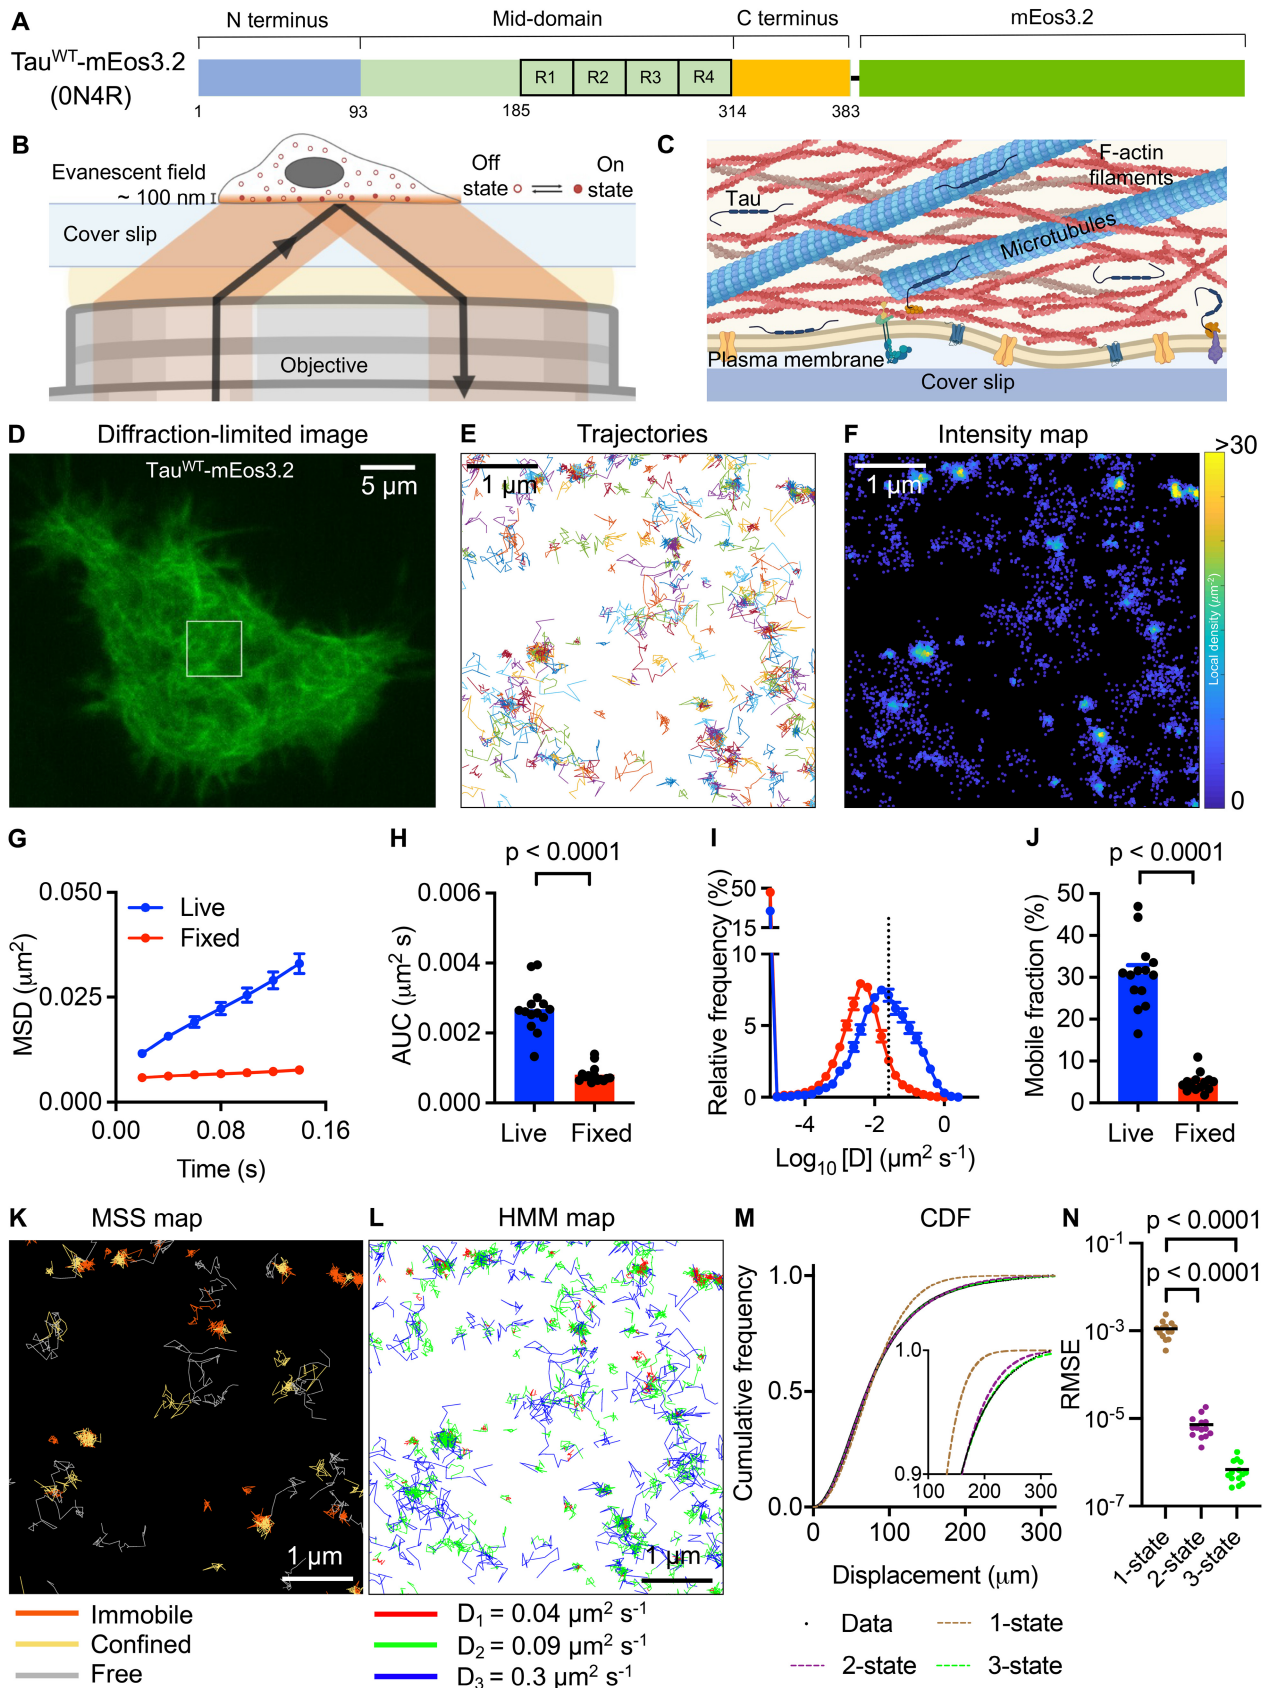 A
N terminus
Mid-domain
C terminus
mEos3.2
Tau^WT-mEos3.2
(0N4R)
R1
R2
R3
R4
1
93
185
314
383
B
Evanescent field
~ 100 nm
Off
state
On
state
Cover slip
Objective
C
F-actin
filaments
Tau
Microtubules
Plasma membrane
Cover slip
D
Diffraction-limited image
Tau^WT-mEos3.2
5 µm
E
Trajectories
1 µm
F
Intensity map
1 µm
>30
Local density (µm⁻²)
0
G
0.050
0.025
0.000
MSD (µm²)
Live
Fixed
0.00
0.08
0.16
Time (s)
H
p < 0.0001
0.006
0.004
0.002
0.000
AUC (µm² s)
Live
Fixed
I
50
15
10
5
0
Relative frequency (%)
-4
-2
0
Log₁₀ [D] (µm² s⁻¹)
J
p < 0.0001
50
40
30
20
10
0
Mobile fraction (%)
Live
Fixed
K
MSS map
1 µm
Immobile
Confined
Free
L
HMM map
1 µm
D₁ = 0.04 µm² s⁻¹
D₂ = 0.09 µm² s⁻¹
D₃ = 0.3 µm² s⁻¹
M
CDF
1.0
0.5
0.0
Cumulative frequency
1.0
0.9
100
200
300
0
100
200
300
Displacement (µm)
Data
1-state
2-state
3-state
N
p < 0.0001
p < 0.0001
10⁻¹
10⁻³
10⁻⁵
10⁻⁷
RMSE
1-state
2-state
3-state